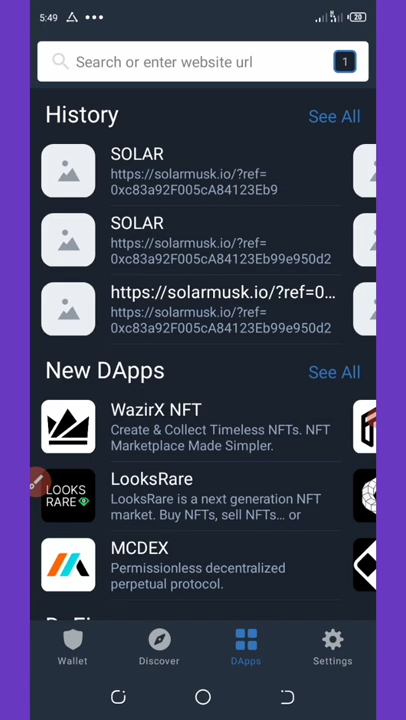 5:49
20
Search or enter website url
1
History
See All
SOLAR
https://solarmusk.io/?ref=
0xc83a92F005cA84123Eb9
SOLAR
https://solarmusk.io/?ref=
0xc83a92F005cA84123Eb99e950d2
https://solarmusk.io/?ref=0...
https://solarmusk.io/?ref=
0xc83a92F005cA84123Eb99e950d2
New DApps
See All
WazirX NFT
Create & Collect Timeless NFTs. NFT
Marketplace Made Simpler.
LOOKS
RARE
LooksRare
LooksRare is a next generation NFT
market. Buy NFTs, sell NFTs… or
MCDEX
Permissionless decentralized
perpetual protocol.
Wallet
Discover
DApps
Settings